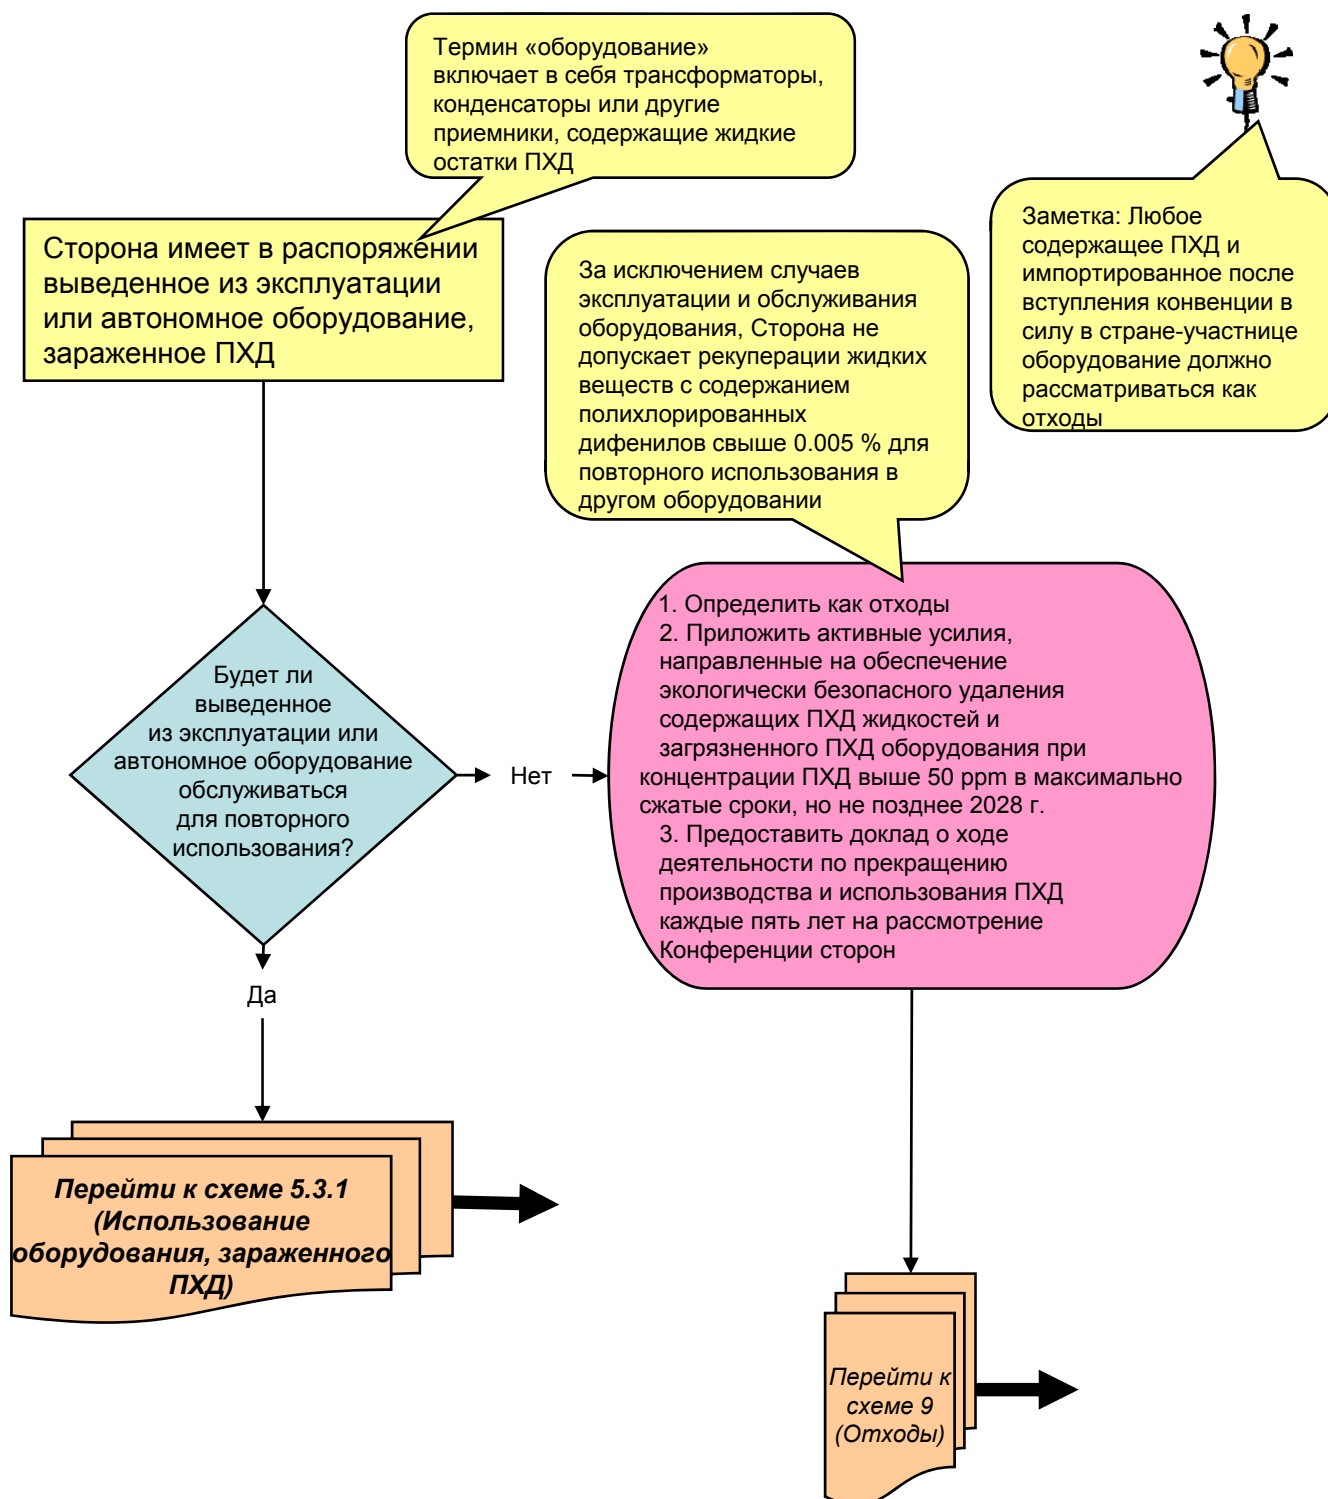 Термин «оборудование»
включает в себя трансформаторы,
конденсаторы или другие
приемники, содержащие жидкие
остатки ПХД
Заметка: Любое
содержащее ПХД и
импортированное после
вступления конвенции в
силу в стране-участнице
оборудование должно
рассматриваться как
отходы
Сторона имеет в распоряжении
выведенное из эксплуатации
или автономное оборудование,
зараженное ПХД
За исключением случаев
эксплуатации и обслуживания
оборудования, Сторона не
допускает рекуперации жидких
веществ с содержанием
полихлорированных
дифенилов свыше 0.005 % для
повторного использования в
другом оборудовании
Будет ли
выведенное
из эксплуатации или
автономное оборудование
обслуживаться
для повторного
использования?
Нет
1. Определить как отходы
2. Приложить активные усилия,
направленные на обеспечение
экологически безопасного удаления
содержащих ПХД жидкостей и
загрязненного ПХД оборудования при
концентрации ПХД выше 50 ppm в максимально
сжатые сроки, но не позднее 2028 г.
3. Предоставить доклад о ходе
деятельности по прекращению
производства и использования ПХД
каждые пять лет на рассмотрение
Конференции сторон
Да
Перейти к схеме 5.3.1
(Использование
оборудования, зараженного
ПХД)
Перейти к
схеме 9
(Отходы)